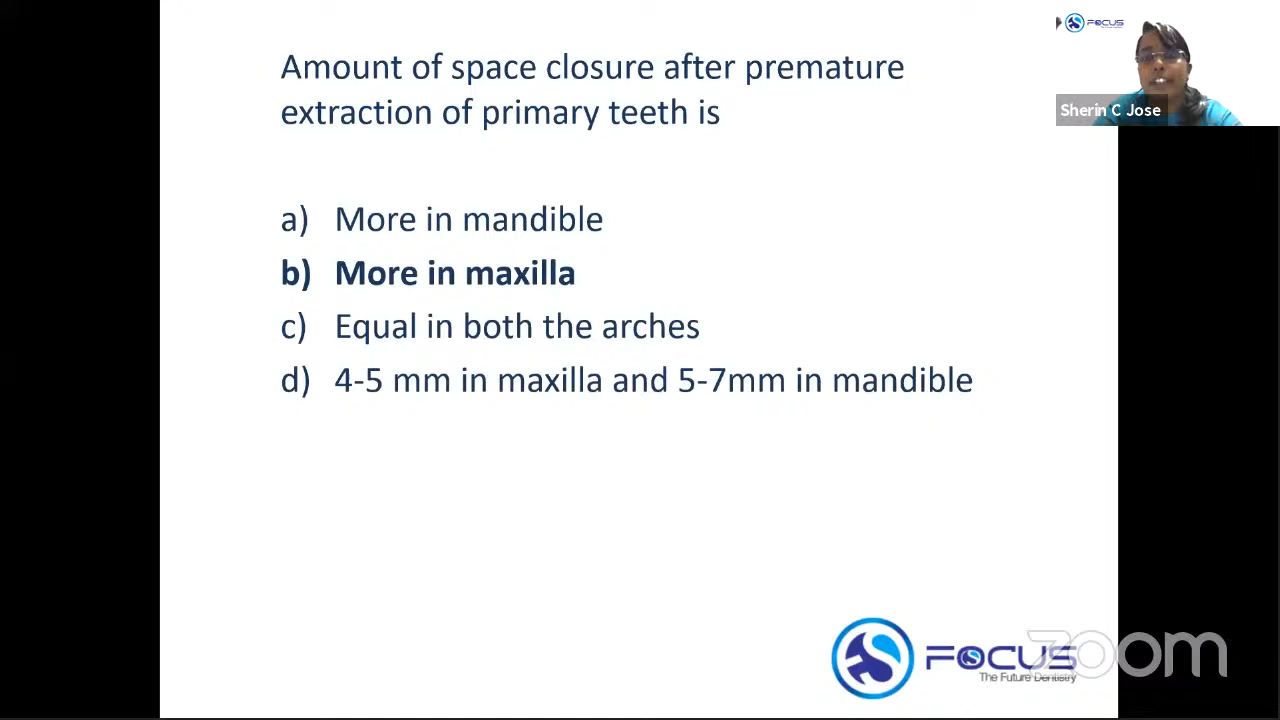 Amount of space closure after premature
extraction of primary teeth is
a) More in mandible
b) More in maxilla
c) Equal in both the arches
d) 4-5 mm in maxilla and 5-7mm in mandible
FOCUS
Sherin C Jose
FOCUS
The Future Dentistry
zoom